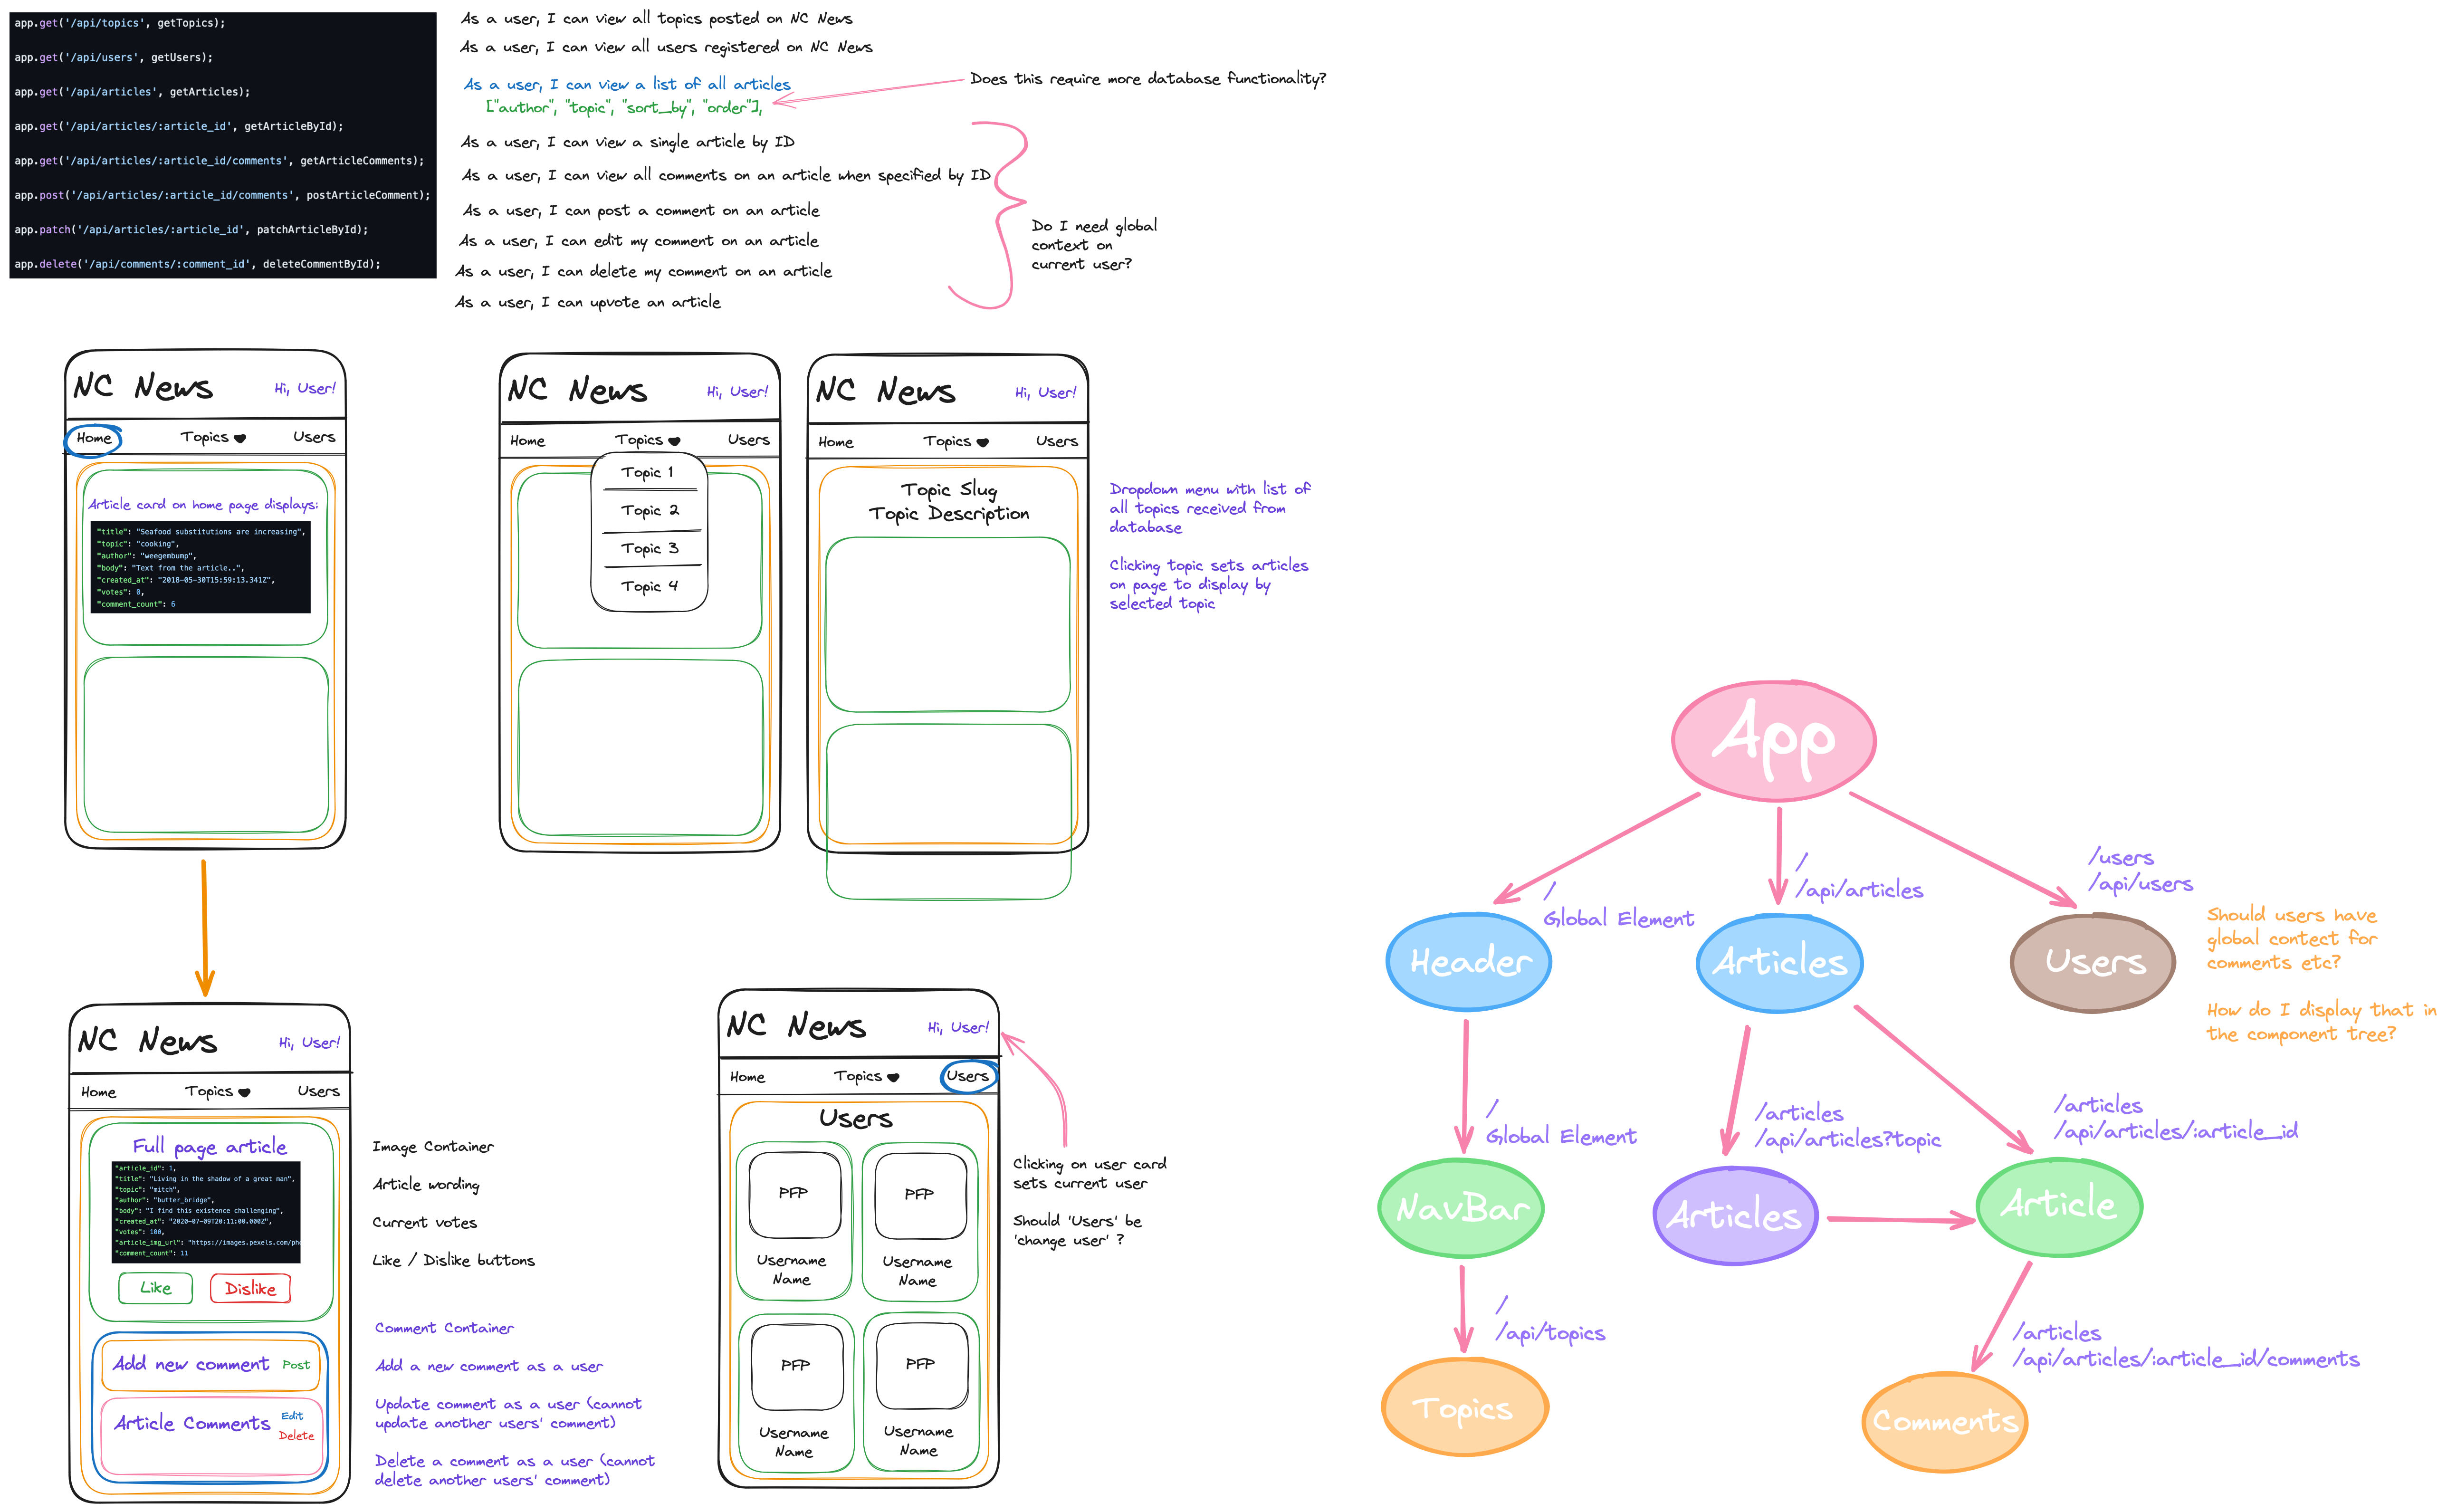 app.get('/api/topics', getTopics);
app.get('/api/users', getUsers);
app.get('/api/articles', getArticles);
app.get('/api/articles/:article_id', getArticleById);
app.get('/api/articles/:article_id/comments', getArticleComments);
app.post('/api/articles/:article_id/comments', postArticleComment);
app.patch('/api/articles/:article_id', patchArticleById);
app.delete('/api/comments/:comment_id', deleteCommentById);
As a user, I can view all topics posted on NC News
As a user, I can view all users registered on NC News
As a user, I can view a list of all articles
["author", "topic", "sort_by", "order"],
Does this require more database functionality?
As a user, I can view a single article by ID
As a user, I can view all comments on an article when specified by ID
As a user, I can post a comment on an article
As a user, I can edit my comment on an article
As a user, I can delete my comment on an article
As a user, I can upvote an article
Do I need global
context on
current user?
NC News
Hi, User!
Home
Topics
Users
Article card on home page displays:
"title": "Seafood substitutions are increasing",
"topic": "cooking",
"author": "weegembump",
"body": "Text from the article..",
"created_at": "2018-05-30T15:59:13.341Z",
"votes": 0,
"comment_count": 6
NC News
Hi, User!
Home
Topics
Users
Topic 1
Topic 2
Topic 3
Topic 4
NC News
Hi, User!
Home
Topics
Users
Topic Slug
Topic Description
Dropdown menu with list of
all topics received from
database
Clicking topic sets articles
on page to display by
selected topic
NC News
Hi, User!
Home
Topics
Users
Full page article
"article_id": 1,
"title": "Living in the shadow of a great man",
"topic": "mitch",
"author": "butter_bridge",
"body": "I find this existence challenging",
"created_at": "2020-07-09T20:11:00.000Z",
"votes": 100,
"article_img_url": "https://images.pexels.com/pho
"comment_count": 11
Like
Dislike
Add new comment
Post
Article Comments
Edit
Delete
Image Container
Article wording
Current votes
Like / Dislike buttons
Comment Container
Add a new comment as a user
Update comment as a user (cannot
update another users' comment)
Delete a comment as a user (cannot
delete another users' comment)
NC News
Hi, User!
Home
Topics
Users
Users
PFP
Username
Name
PFP
Username
Name
PFP
Username
Name
PFP
Username
Name
Clicking on user card
sets current user
Should 'Users' be
'change user' ?
App
/
Global Element
/
/api/articles
/users
/api/users
Header
Articles
Users
Should users have
global contect for
comments etc?
How do I display that in
the component tree?
/
Global Element
/articles
/api/articles?topic
/articles
/api/articles/:article_id
NavBar
Articles
Article
/
/api/topics
/articles
/api/articles/:article_id/comments
Topics
Comments